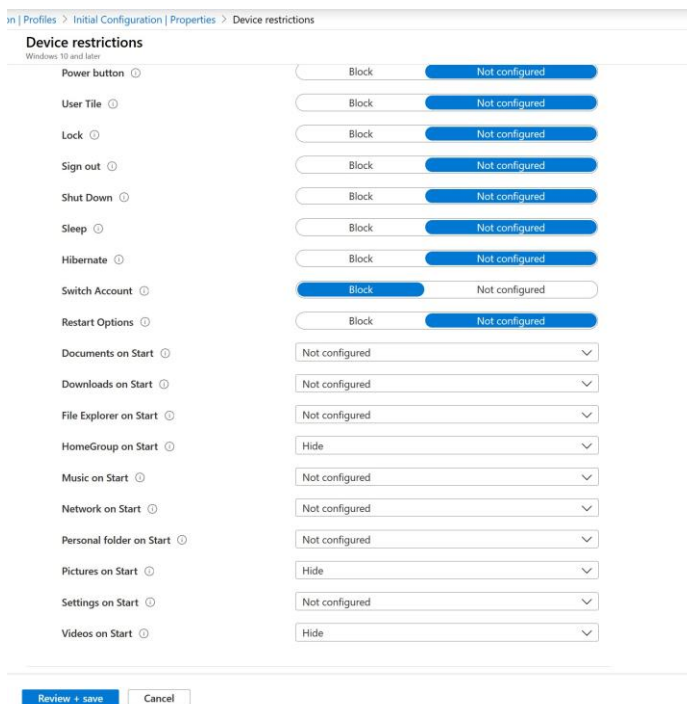 on | Profiles > Initial Configuration | Properties > Device restrictions
Device restrictions
Windows 10 and later
Power button Block Not configured
User Tile Block Not configured
Lock Block Not configured
Sign out Block Not configured
Shut Down Block Not configured
Sleep Block Not configured
Hibernate Block Not configured
Switch Account Block Not configured
Restart Options Block Not configured
Documents on Start Not configured
Downloads on Start Not configured
File Explorer on Start Not configured
HomeGroup on Start Hide
Music on Start Not configured
Network on Start Not configured
Personal folder on Start Not configured
Pictures on Start Hide
Settings on Start Not configured
Videos on Start Hide
Review + save Cancel